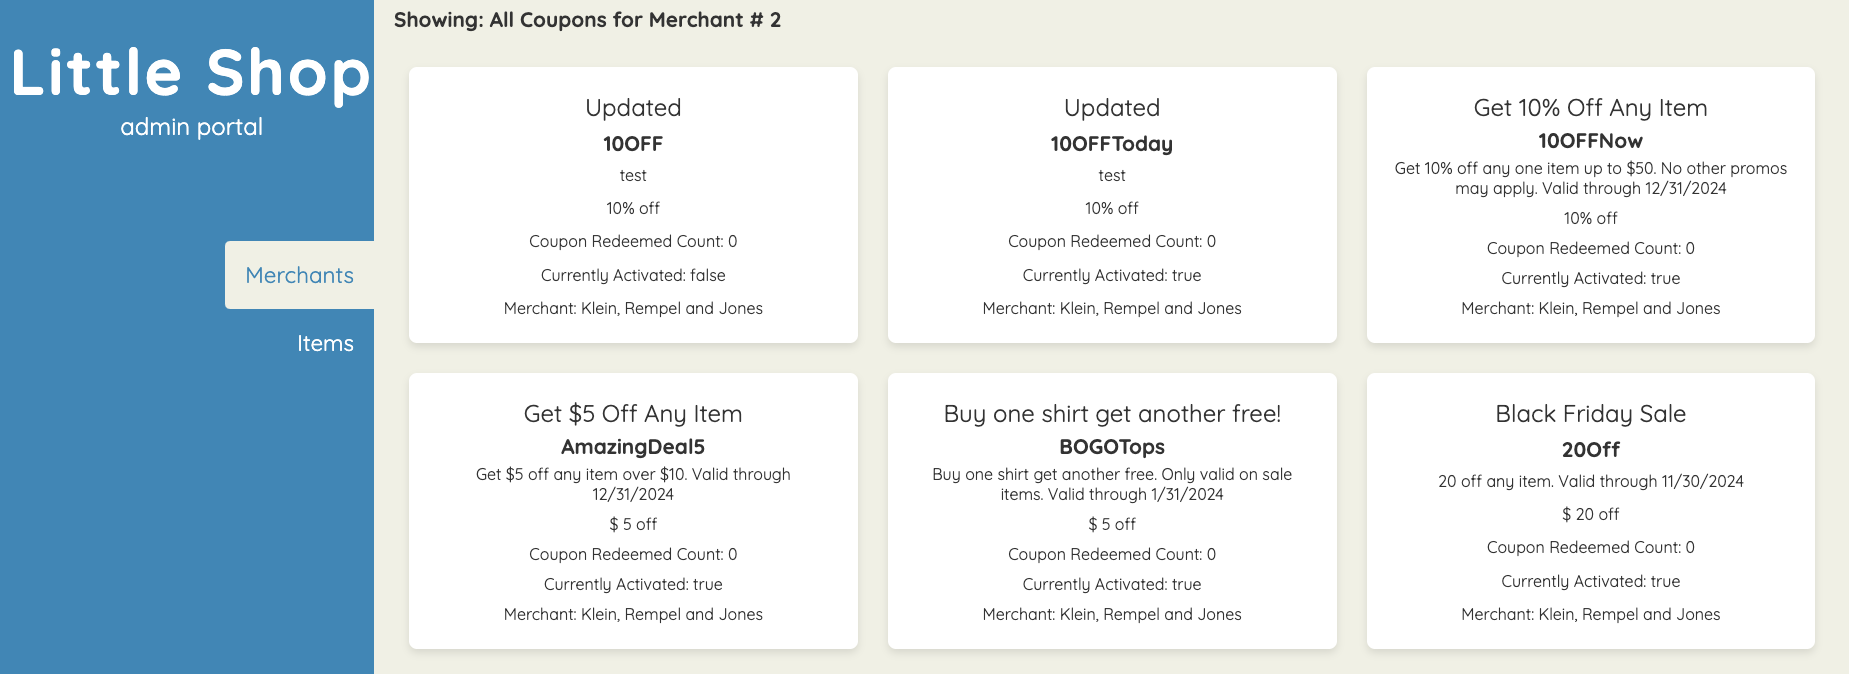 Little Shop
admin portal
Merchants
Items
Showing: All Coupons for Merchant # 2
Updated
10OFF
test
10% off
Coupon Redeemed Count: 0
Currently Activated: false
Merchant: Klein, Rempel and Jones
Updated
10OFFToday
test
10% off
Coupon Redeemed Count: 0
Currently Activated: true
Merchant: Klein, Rempel and Jones
Get 10% Off Any Item
10OFFNow
Get 10% off any one item up to $50. No other promos
may apply. Valid through 12/31/2024
10% off
Coupon Redeemed Count: 0
Currently Activated: true
Merchant: Klein, Rempel and Jones
Get $5 Off Any Item
AmazingDeal5
Get $5 off any item over $10. Valid through
12/31/2024
$ 5 off
Coupon Redeemed Count: 0
Currently Activated: true
Merchant: Klein, Rempel and Jones
Buy one shirt get another free!
BOGOTops
Buy one shirt get another free. Only valid on sale
items. Valid through 1/31/2024
$ 5 off
Coupon Redeemed Count: 0
Currently Activated: true
Merchant: Klein, Rempel and Jones
Black Friday Sale
20Off
20 off any item. Valid through 11/30/2024
$ 20 off
Coupon Redeemed Count: 0
Currently Activated: true
Merchant: Klein, Rempel and Jones